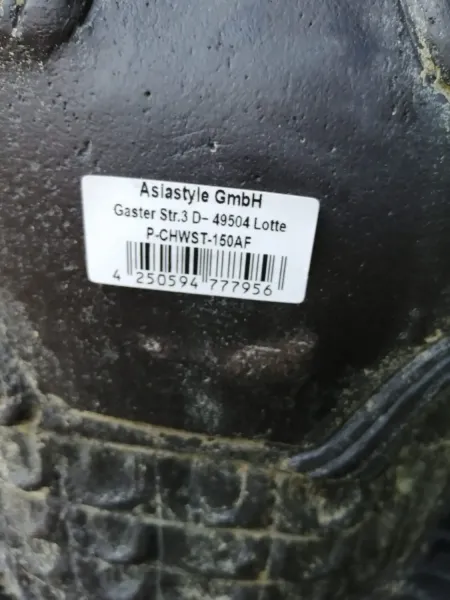 Asiastyle GmbH
Gaster Str.3 D- 49504 Lotte
P-CHWST-150AF
4 250594 777956